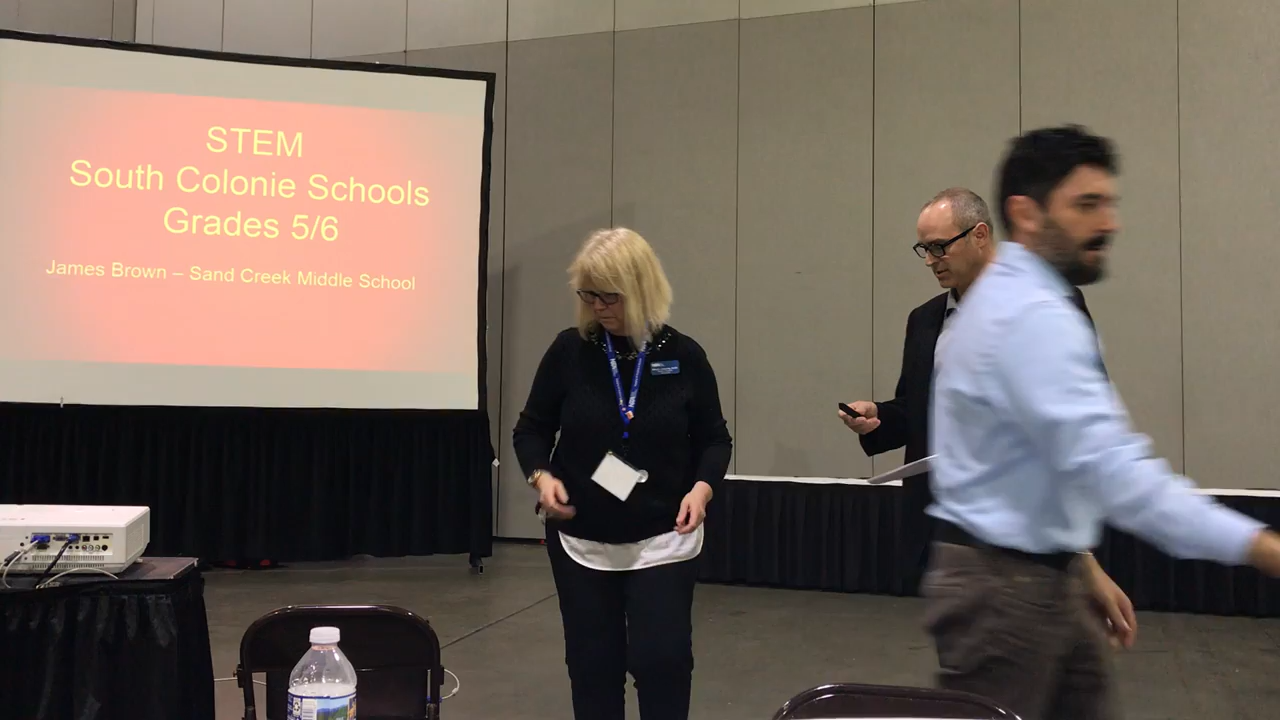 STEM
South Colonie Schools
Grades 5/6
James Brown – Sand Creek Middle School